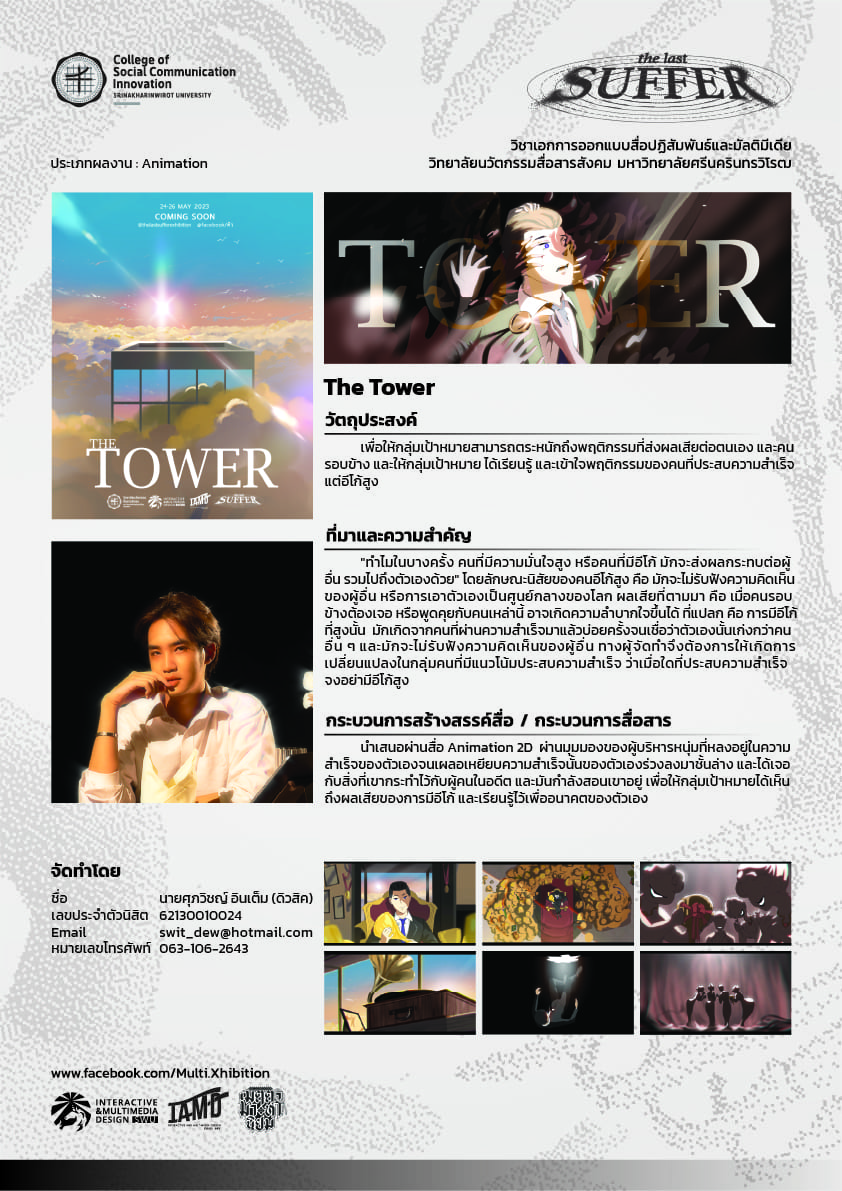 College of
Social Communication
Innovation
SRINAKHARINWIROT UNIVERSITY
the last
SUFFER
วิชาเอกการออกแบบสื่อปฏิสัมพันธ์และมัลติมีเดีย
ประเภทผลงาน : Animation
วิทยาลัยนวัตกรรมสื่อสารสังคม มหาวิทยาลัยศรีนครินทรวิโรฒ
24-26 MAY 2023
COMING SOON
THE
TOWER
INTERACTIVE
&MULTIMEDIA
DESIGN SWU
IAMD
SUFFER
TOWER
The Tower
วัตถุประสงค์
เพื่อให้กลุ่มเป้าหมายสามารถตระหนักถึงพฤติกรรมที่ส่งผลเสียต่อตนเอง และคน
รอบข้าง และให้กลุ่มเป้าหมาย ได้เรียนรู้ และเข้าใจพฤติกรรมของคนที่ประสบความสำเร็จ
แต่อีโก้สูง
ที่มาและความสำคัญ
"ทำไมในบางครั้ง คนที่มีความมั่นใจสูง หรือคนที่มีอีโก้ มักจะส่งผลกระทบต่อผู้
อื่น รวมไปถึงตัวเองด้วย" โดยลักษณะนิสัยของคนอีโก้สูง คือ มักจะไม่รับฟังความคิดเห็น
ของผู้อื่น หรือการเอาตัวเองเป็นศูนย์กลางของโลก ผลเสียที่ตามมา คือ เมื่อคนรอบ
ข้างต้องเจอ หรือพูดคุยกับคนเหล่านี้ อาจเกิดความลำบากใจขึ้นได้ ที่แปลก คือ การมีอีโก้
ที่สูงนั้น มักเกิดจากคนที่ผ่านความสำเร็จมาแล้วบ่อยครั้งจนเชื่อว่าตัวเองนั้นเก่งกว่าคน
อื่น ๆ และมักจะไม่รับฟังความคิดเห็นของผู้อื่น ทางผู้จัดทำจึงต้องการให้เกิดการ
เปลี่ยนแปลงในกลุ่มคนที่มีแนวโน้มประสบความสำเร็จ ว่าเมื่อใดที่ประสบความสำเร็จ
จงอย่ามีอีโก้สูง
กระบวนการสร้างสรรค์สื่อ / กระบวนการสื่อสาร
นำเสนอผ่านสื่อ Animation 2D ผ่านมุมมองของผู้บริหารหนุ่มที่หลงอยู่ในความ
สำเร็จของตัวเองจนเผลอเหยียบความสำเร็จนั้นของตัวเองร่วงลงมาชั้นล่าง และได้เจอ
กับสิ่งที่เขากระทำไว้กับผู้คนในอดีต และมันกำลังสอนเขาอยู่ เพื่อให้กลุ่มเป้าหมายได้เห็น
ถึงผลเสียของการมีอีโก้ และเรียนรู้ไว้เพื่ออนาคตของตัวเอง
จัดทำโดย
ชื่อ นายศุภวิชญ์ อินเต็ม (ดิวสิค)
เลขประจำตัวนิสิต 62130010024
Email swit_dew@hotmail.com
หมายเลขโทรศัพท์ 063-106-2643
www.facebook.com/Multi.Xhibition
INTERACTIVE
&MULTIMEDIA
DESIGN SWU
IAMD